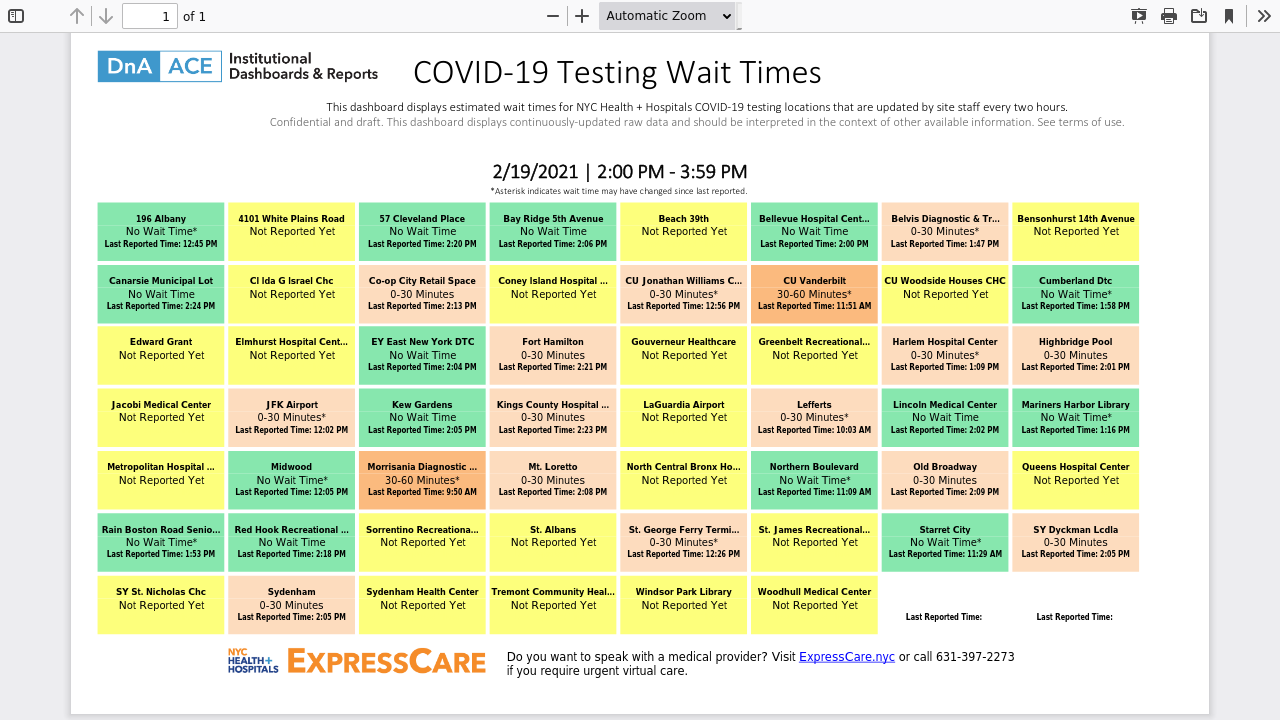 1 of 1
Automatic Zoom
DnA ACE Institutional Dashboards & Reports
COVID-19 Testing Wait Times
This dashboard displays estimated wait times for NYC Health + Hospitals COVID-19 testing locations that are updated by site staff every two hours.
Confidential and draft. This dashboard displays continuously-updated raw data and should be interpreted in the context of other available information. See terms of use.
2/19/2021 | 2:00 PM - 3:59 PM
*Asterisk indicates wait time may have changed since last reported.
196 Albany
No Wait Time*
Last Reported Time: 12:45 PM
4101 White Plains Road
Not Reported Yet
57 Cleveland Place
No Wait Time
Last Reported Time: 2:20 PM
Bay Ridge 5th Avenue
No Wait Time
Last Reported Time: 2:06 PM
Beach 39th
Not Reported Yet
Bellevue Hospital Cent...
No Wait Time
Last Reported Time: 2:00 PM
Belvis Diagnostic & Tr...
0-30 Minutes*
Last Reported Time: 1:47 PM
Bensonhurst 14th Avenue
Not Reported Yet
Canarsie Municipal Lot
No Wait Time
Last Reported Time: 2:24 PM
CI Ida G Israel Chc
Not Reported Yet
Co-op City Retail Space
0-30 Minutes
Last Reported Time: 2:13 PM
Coney Island Hospital ...
Not Reported Yet
CU Jonathan Williams C...
0-30 Minutes*
Last Reported Time: 12:56 PM
CU Vanderbilt
30-60 Minutes*
Last Reported Time: 11:51 AM
CU Woodside Houses CHC
Not Reported Yet
Cumberland Dtc
No Wait Time*
Last Reported Time: 1:58 PM
Edward Grant
Not Reported Yet
Elmhurst Hospital Cent...
Not Reported Yet
EY East New York DTC
No Wait Time
Last Reported Time: 2:04 PM
Fort Hamilton
0-30 Minutes
Last Reported Time: 2:21 PM
Gouverneur Healthcare
Not Reported Yet
Greenbelt Recreational...
Not Reported Yet
Harlem Hospital Center
0-30 Minutes*
Last Reported Time: 1:09 PM
Highbridge Pool
0-30 Minutes
Last Reported Time: 2:01 PM
Jacobi Medical Center
Not Reported Yet
JFK Airport
0-30 Minutes*
Last Reported Time: 12:02 PM
Kew Gardens
No Wait Time
Last Reported Time: 2:05 PM
Kings County Hospital ...
0-30 Minutes
Last Reported Time: 2:23 PM
LaGuardia Airport
Not Reported Yet
Lefferts
0-30 Minutes*
Last Reported Time: 10:03 AM
Lincoln Medical Center
No Wait Time
Last Reported Time: 2:02 PM
Mariners Harbor Library
No Wait Time*
Last Reported Time: 1:16 PM
Metropolitan Hospital ...
Not Reported Yet
Midwood
No Wait Time*
Last Reported Time: 12:05 PM
Morrisania Diagnostic ...
30-60 Minutes*
Last Reported Time: 9:50 AM
Mt. Loretto
0-30 Minutes
Last Reported Time: 2:08 PM
North Central Bronx Ho...
Not Reported Yet
Northern Boulevard
No Wait Time*
Last Reported Time: 11:09 AM
Old Broadway
0-30 Minutes
Last Reported Time: 2:09 PM
Queens Hospital Center
Not Reported Yet
Rain Boston Road Senio...
No Wait Time*
Last Reported Time: 1:53 PM
Red Hook Recreational ...
No Wait Time
Last Reported Time: 2:18 PM
Sorrentino Recreationa...
Not Reported Yet
St. Albans
Not Reported Yet
St. George Ferry Termi...
0-30 Minutes*
Last Reported Time: 12:26 PM
St. James Recreational...
Not Reported Yet
Starret City
No Wait Time*
Last Reported Time: 11:29 AM
SY Dyckman Lcdla
0-30 Minutes
Last Reported Time: 2:05 PM
SY St. Nicholas Chc
Not Reported Yet
Sydenham
0-30 Minutes
Last Reported Time: 2:05 PM
Sydenham Health Center
Not Reported Yet
Tremont Community Heal...
Not Reported Yet
Windsor Park Library
Not Reported Yet
Woodhull Medical Center
Not Reported Yet
Last Reported Time:
Last Reported Time:
NYC HEALTH+ HOSPITALS
EXPRESSCARE
Do you want to speak with a medical provider? Visit ExpressCare.nyc or call 631-397-2273
if you require urgent virtual care.